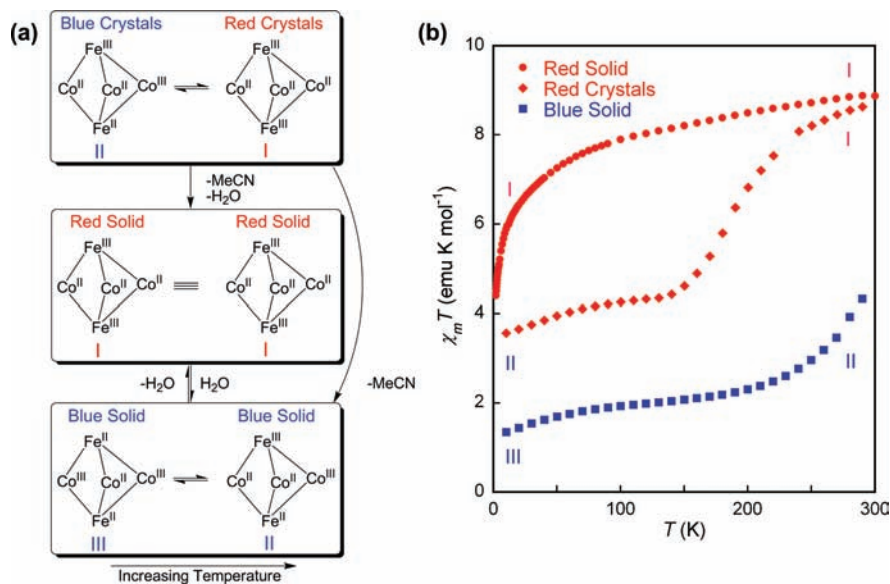 (a)
Blue Crystals Red Crystals
Fe^III Fe^III
Co^II Co^II Co^III Co^II Co^II Co^II
Fe^II Fe^III
II I
-MeCN
-H₂O
Red Solid Red Solid
Fe^III Fe^III
Co^II Co^II Co^II Co^II Co^II Co^II
Fe^III Fe^III
I I
-H₂O H₂O -MeCN
Blue Solid Blue Solid
Fe^II Fe^III
Co^III Co^II Co^III Co^II Co^II Co^III
Fe^II Fe^II
III II
Increasing Temperature
(b)
Red Solid
Red Crystals
Blue Solid
I
I
I
II
II
III
10
8
6
4
2
0
χₘT (emu K mol⁻¹)
0 100 200 300
T (K)